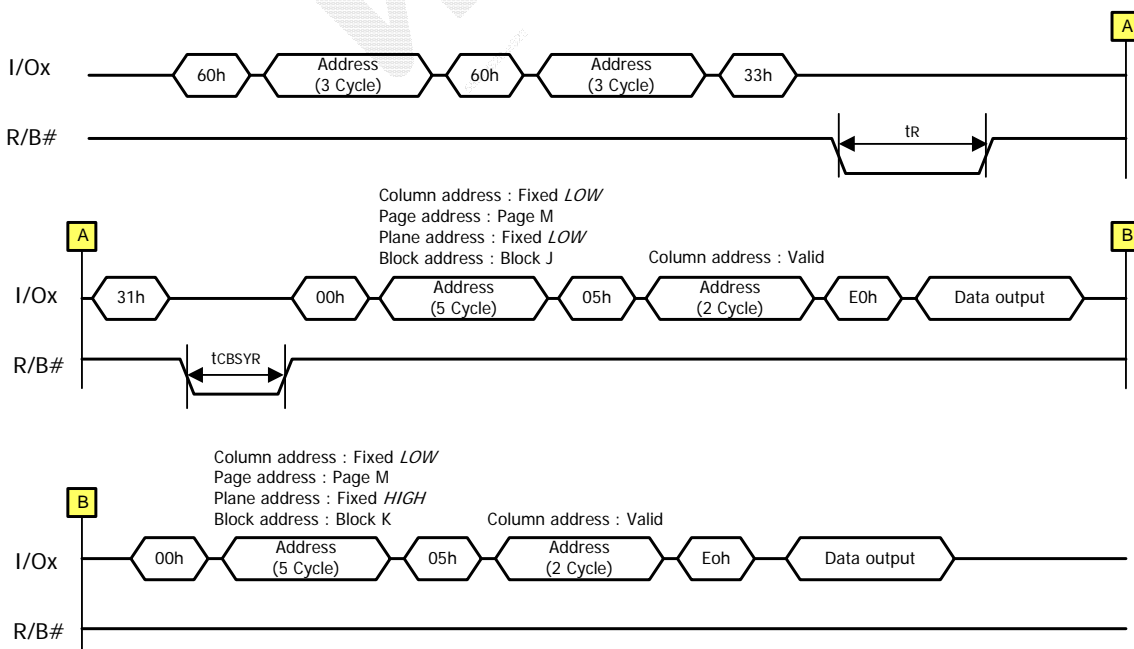 A
I/Ox
60h
Address
(3 Cycle)
60h
Address
(3 Cycle)
33h
R/B#
tR
Column address : Fixed LOW
Page address : Page M
Plane address : Fixed LOW
Block address : Block J
Column address : Valid
A
B
I/Ox
31h
00h
Address
(5 Cycle)
05h
Address
(2 Cycle)
E0h
Data output
R/B#
tCBSYR
Column address : Fixed LOW
Page address : Page M
Plane address : Fixed HIGH
Block address : Block K
Column address : Valid
B
I/Ox
00h
Address
(5 Cycle)
05h
Address
(2 Cycle)
Eoh
Data output
R/B#